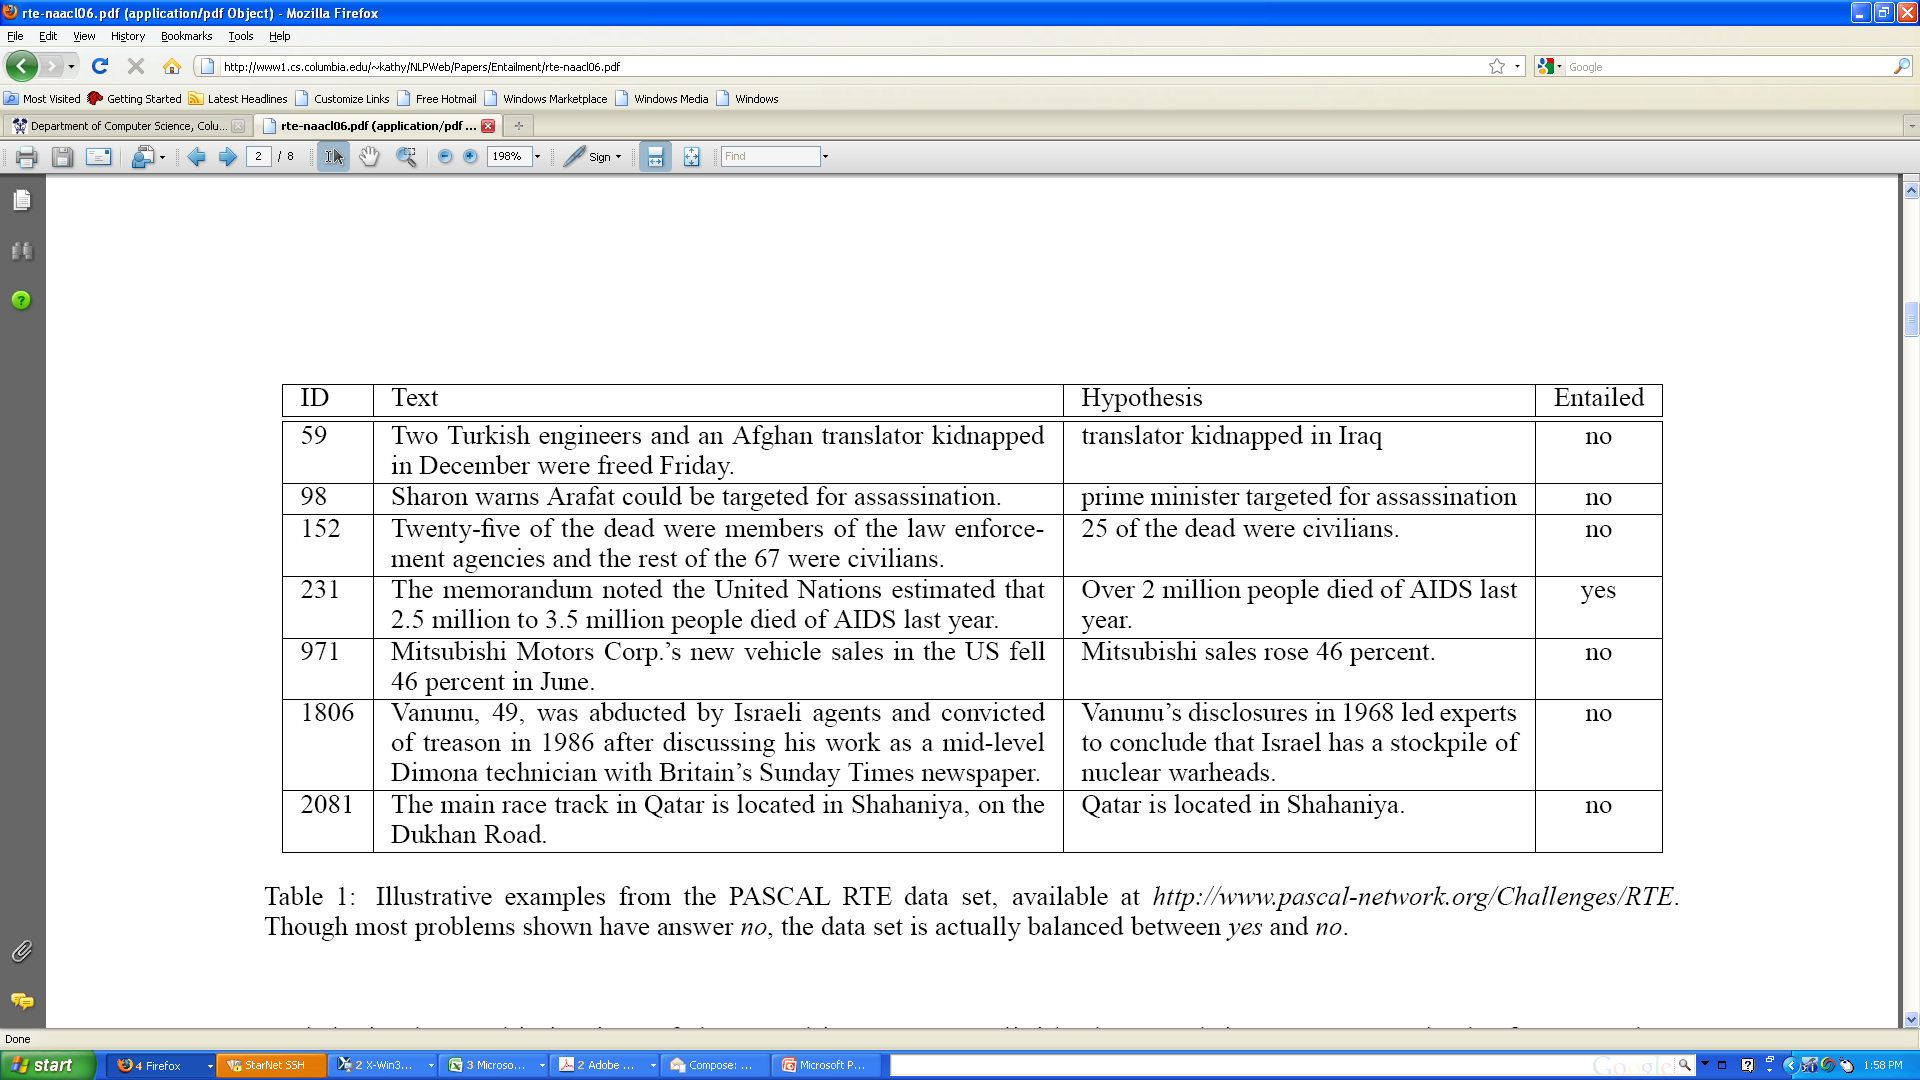 rte-naacl06.pdf (application/pdf Object) - Mozilla Firefox
File Edit View History Bookmarks Tools Help
http://www1.cs.columbia.edu/~kathy/NLPWeb/Papers/Entailment/rte-naacl06.pdf Google
Most Visited Getting Started Latest Headlines Customize Links Free Hotmail Windows Marketplace Windows Media Windows
Department of Computer Science, Colu... rte-naacl06.pdf (application/pdf ...
2 / 8 198% Sign Find
ID Text Hypothesis Entailed
59 Two Turkish engineers and an Afghan translator kidnapped translator kidnapped in Iraq no
in December were freed Friday.
98 Sharon warns Arafat could be targeted for assassination. prime minister targeted for assassination no
152 Twenty-five of the dead were members of the law enforce- 25 of the dead were civilians. no
ment agencies and the rest of the 67 were civilians.
231 The memorandum noted the United Nations estimated that Over 2 million people died of AIDS last yes
2.5 million to 3.5 million people died of AIDS last year. year.
971 Mitsubishi Motors Corp.'s new vehicle sales in the US fell Mitsubishi sales rose 46 percent. no
46 percent in June.
1806 Vanunu, 49, was abducted by Israeli agents and convicted Vanunu's disclosures in 1968 led experts no
of treason in 1986 after discussing his work as a mid-level to conclude that Israel has a stockpile of
Dimona technician with Britain's Sunday Times newspaper. nuclear warheads.
2081 The main race track in Qatar is located in Shahaniya, on the Qatar is located in Shahaniya. no
Dukhan Road.
Table 1: Illustrative examples from the PASCAL RTE data set, available at http://www.pascal-network.org/Challenges/RTE.
Though most problems shown have answer no, the data set is actually balanced between yes and no.
Done
start 4 Firefox StarNet SSH 2 X-Win3... 3 Microso... 2 Adobe ... Compose: ... Microsoft P... Google 1:58 PM